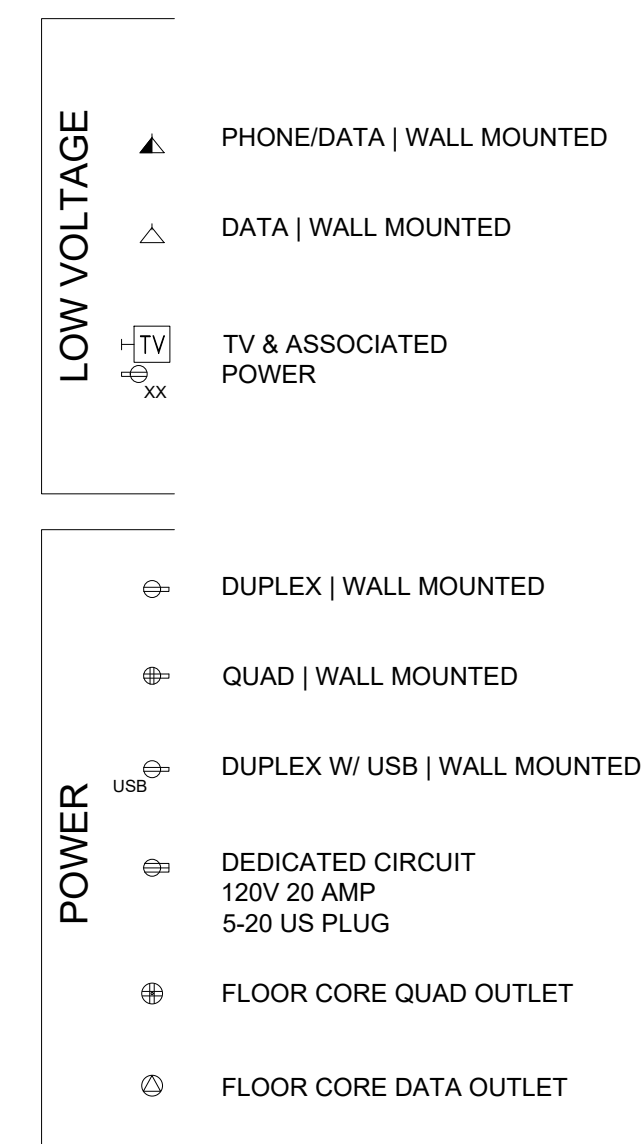 LOW VOLTAGE
PHONE/DATA | WALL MOUNTED
DATA | WALL MOUNTED
TV
XX
TV & ASSOCIATED
POWER
POWER
DUPLEX | WALL MOUNTED
QUAD | WALL MOUNTED
USB
DUPLEX W/ USB | WALL MOUNTED
DEDICATED CIRCUIT
120V 20 AMP
5-20 US PLUG
FLOOR CORE QUAD OUTLET
FLOOR CORE DATA OUTLET